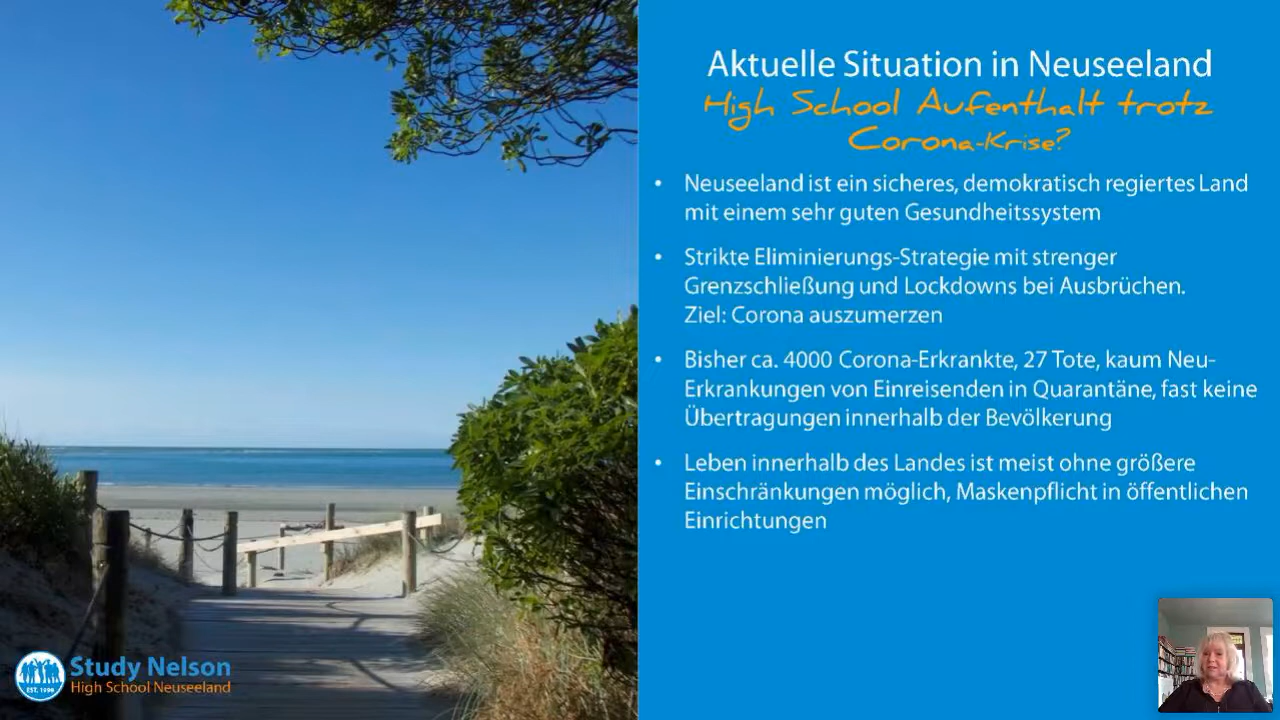 Aktuelle Situation in Neuseeland
High School Aufenthalt trotz
Corona-Krise?
• Neuseeland ist ein sicheres, demokratisch regiertes Land
mit einem sehr guten Gesundheitssystem
• Strikte Eliminierungs-Strategie mit strenger
Grenzschließung und Lockdowns bei Ausbrüchen.
Ziel: Corona auszumerzen
• Bisher ca. 4000 Corona-Erkrankte, 27 Tote, kaum Neu-
Erkrankungen von Einreisenden in Quarantäne, fast keine
Übertragungen innerhalb der Bevölkerung
• Leben innerhalb des Landes ist meist ohne größere
Einschränkungen möglich, Maskenpflicht in öffentlichen
Einrichtungen
Study Nelson
High School Neuseeland
EST. 1996